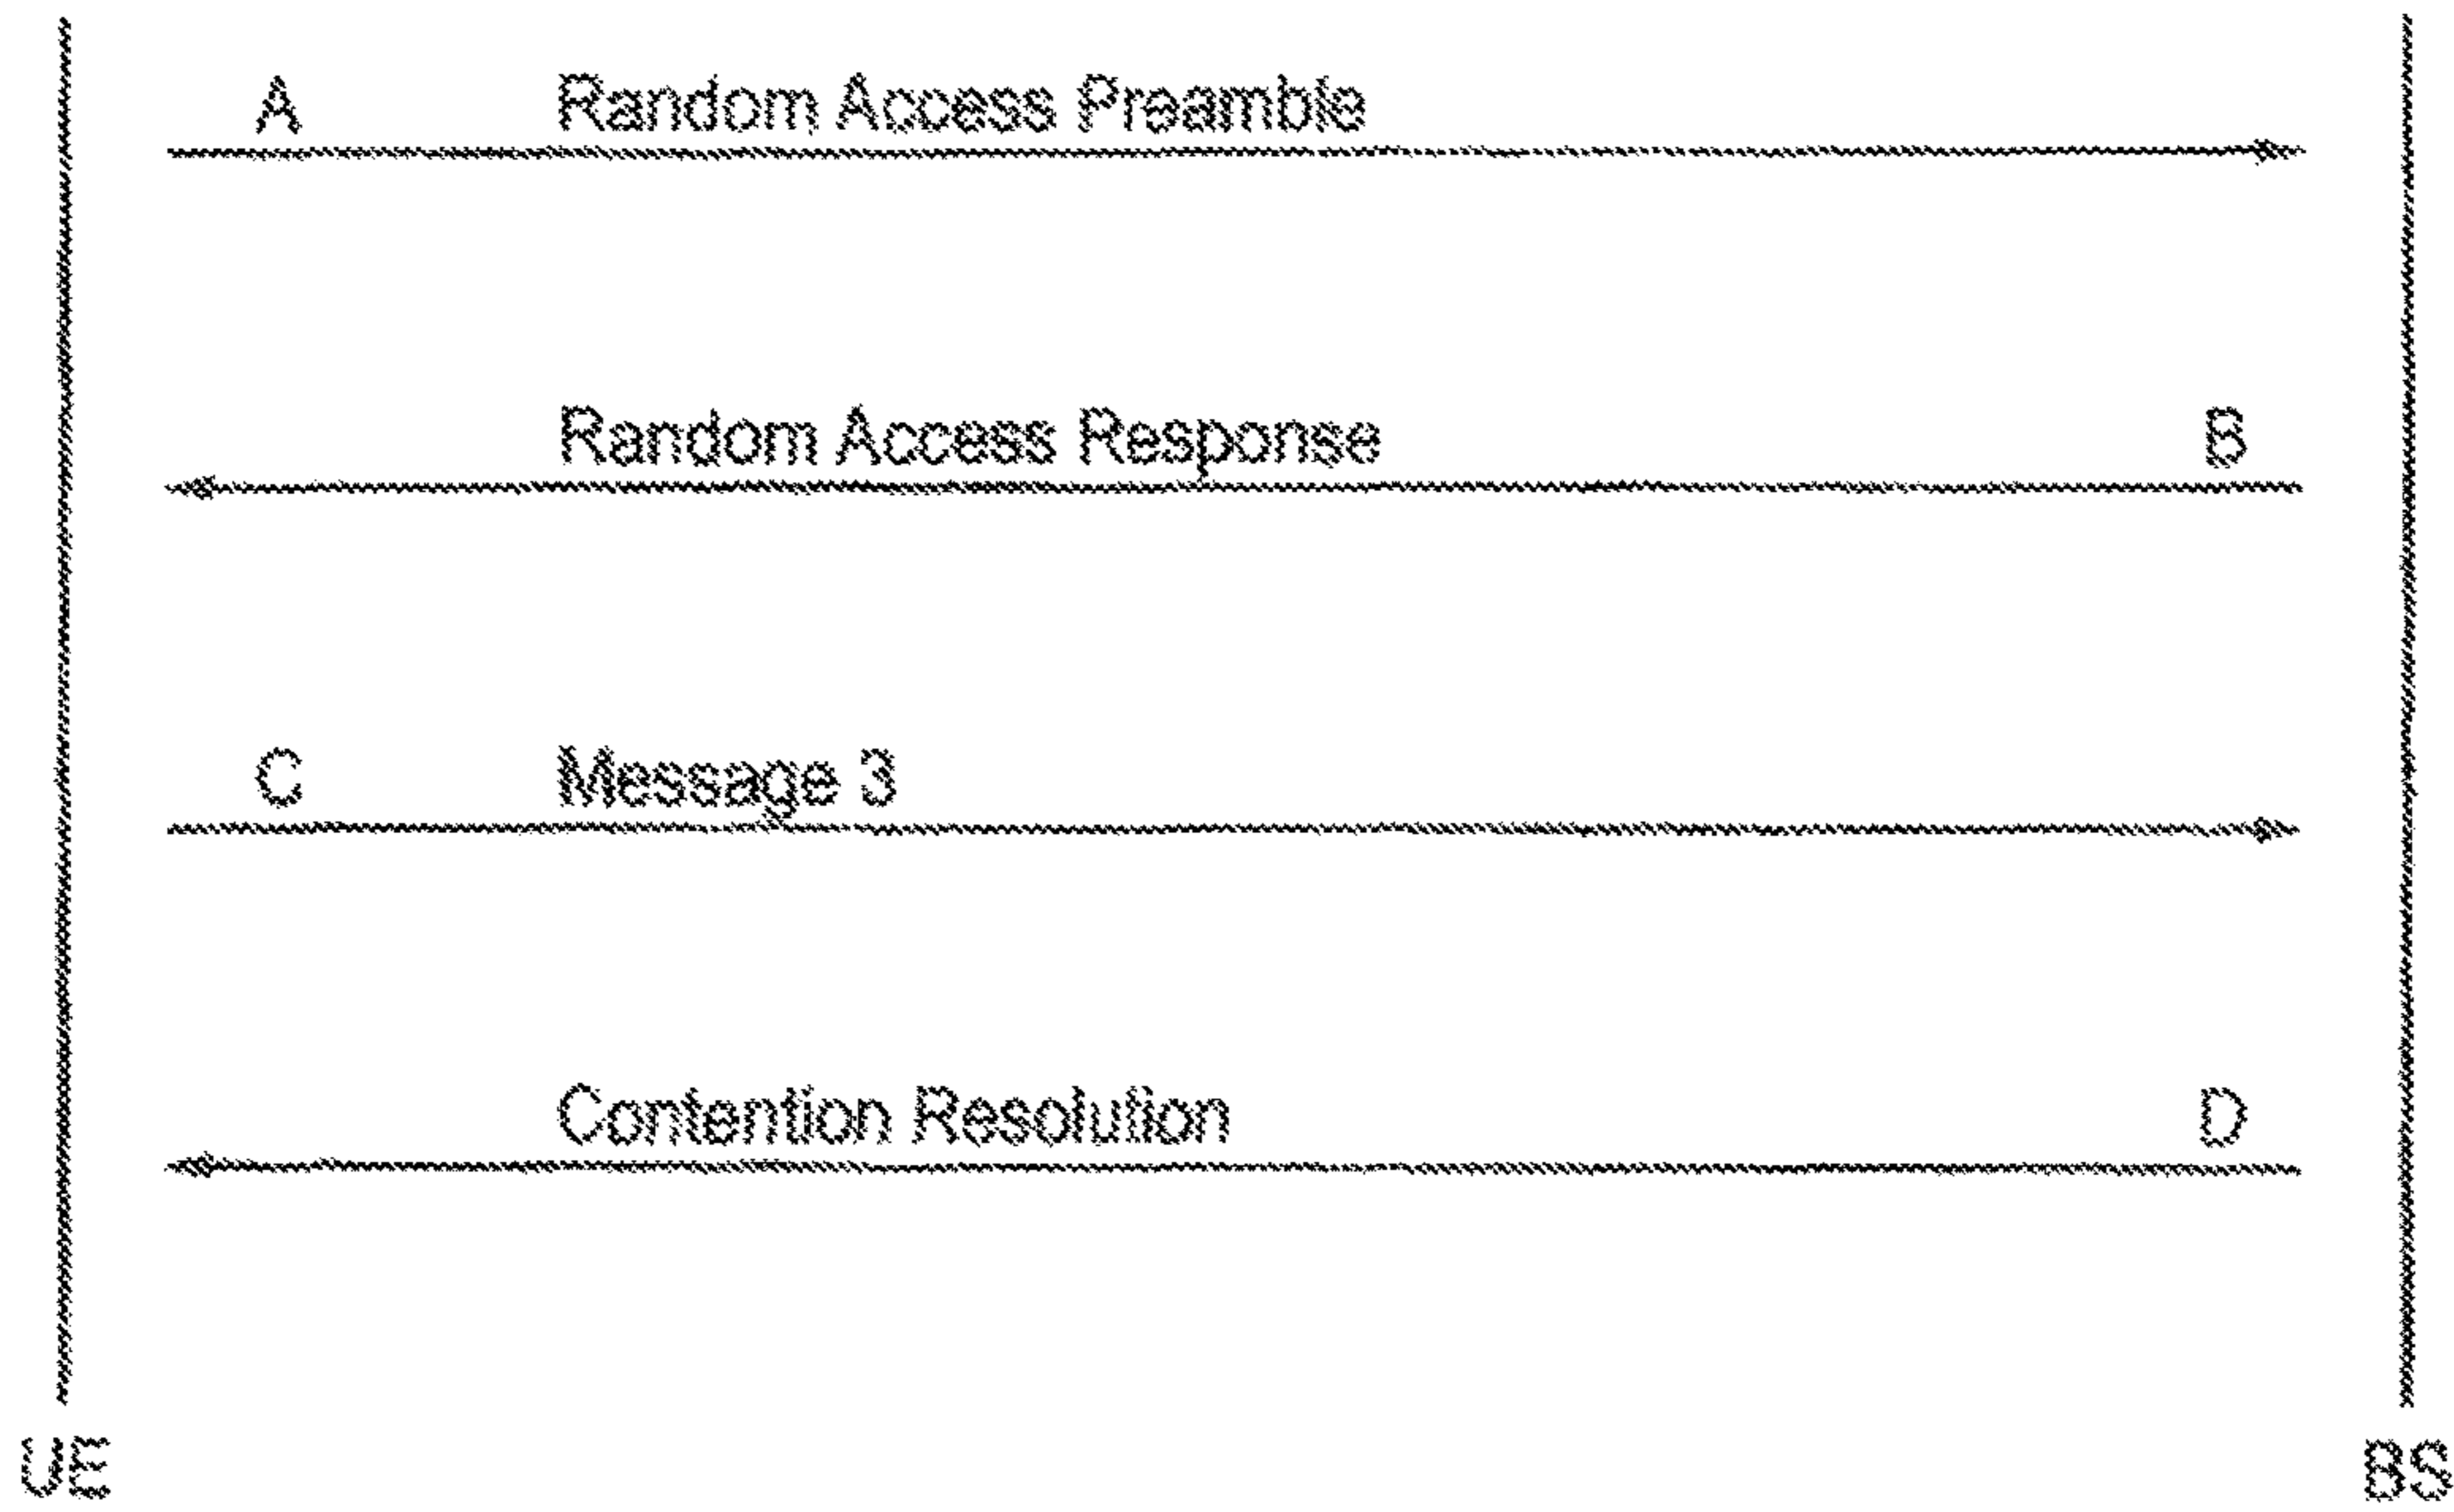 A Random Access Preamble
Random Access Response B
C Message 3
Contention Resolution D
UE BS